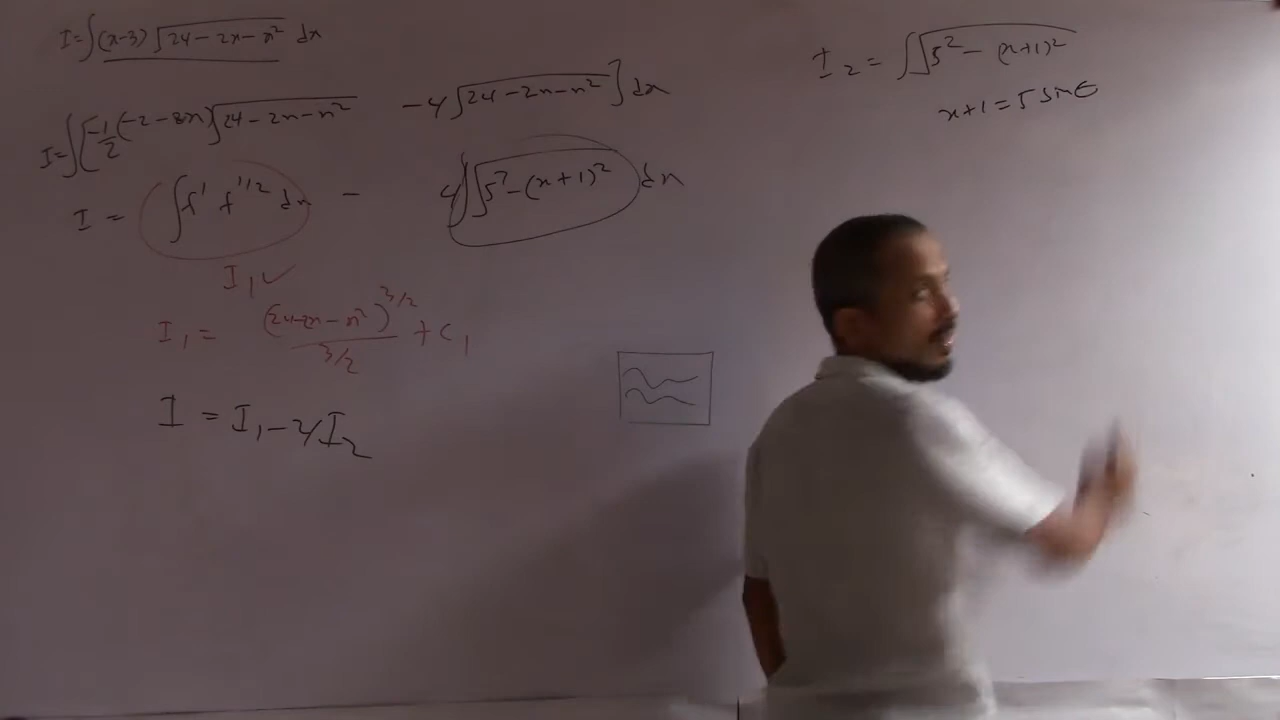 I = ∫(x-3) √(24 - 2x - x²) dx
I = ∫[-1/2 (-2 - 2x) √(24 - 2x - x²) - 4√(24 - 2x - x²)] dx
I = ∫f' f^(1/2) dx - 4∫√(5² - (x+1)²) dx
I₁ ✓
I₁ = (24-2x-x²)^(3/2) / (3/2) + C₁
I = I₁ - 4I₂
I₂ = ∫√(5² - (x+1)²)
x+1 = 5 sin θ